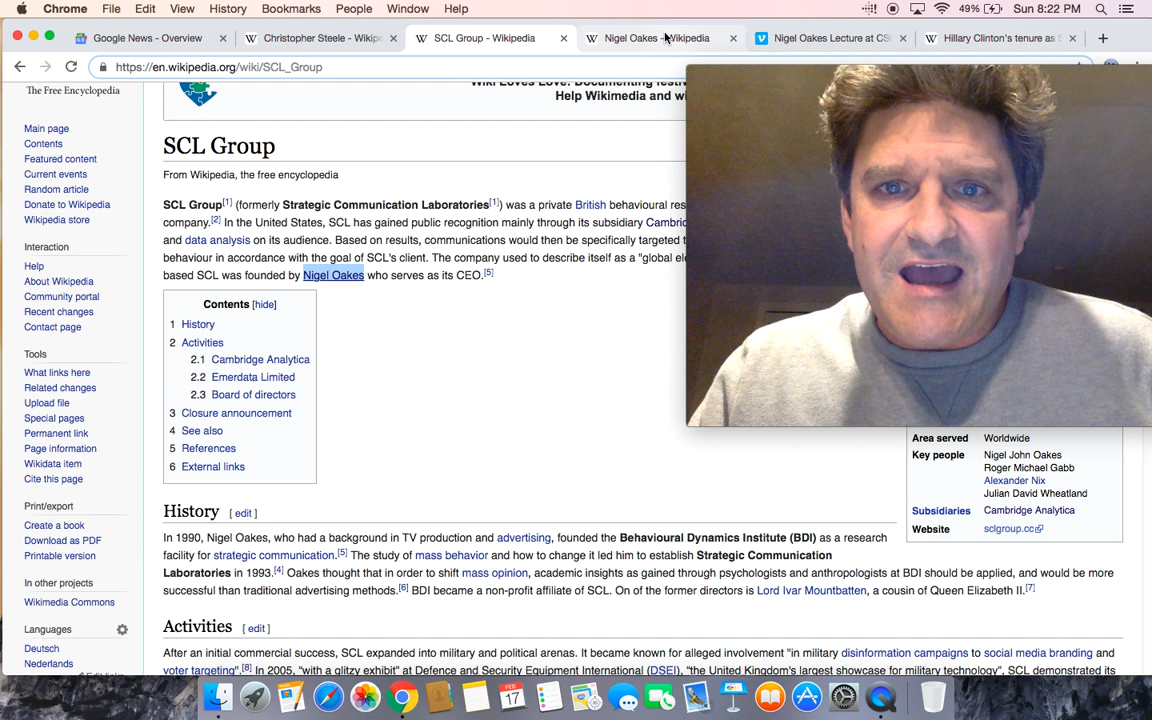 Chrome File Edit View History Bookmarks People Window Help 49% Sun 8:22 PM
Google News - Overview
Christopher Steele - Wikipe
SCL Group - Wikipedia
Nigel Oakes - Wikipedia
Nigel Oakes Lecture at CS
Hillary Clinton's tenure as
https://en.wikipedia.org/wiki/SCL_Group
The Free Encyclopedia
Help Wikimedia and wi
Main page
Contents
Featured content
Current events
Random article
Donate to Wikipedia
Wikipedia store
Interaction
Help
About Wikipedia
Community portal
Recent changes
Contact page
Tools
What links here
Related changes
Upload file
Special pages
Permanent link
Page information
Wikidata item
Cite this page
Print/export
Create a book
Download as PDF
Printable version
In other projects
Wikimedia Commons
Languages
Deutsch
Nederlands
SCL Group
From Wikipedia, the free encyclopedia
SCL Group[1] (formerly Strategic Communication Laboratories[1]) was a private British behavioural res
company.[2] In the United States, SCL has gained public recognition mainly through its subsidiary Cambric
and data analysis on its audience. Based on results, communications would then be specifically targeted t
behaviour in accordance with the goal of SCL's client. The company used to describe itself as a "global ele
based SCL was founded by Nigel Oakes who serves as its CEO.[5]
Contents [hide]
1 History
2 Activities
2.1 Cambridge Analytica
2.2 Emerdata Limited
2.3 Board of directors
3 Closure announcement
4 See also
5 References
6 External links
Area served Worldwide
Key people Nigel John Oakes
Roger Michael Gabb
Alexander Nix
Julian David Wheatland
Subsidiaries Cambridge Analytica
Website sclgroup.cc
History [ edit ]
In 1990, Nigel Oakes, who had a background in TV production and advertising, founded the Behavioural Dynamics Institute (BDI) as a research
facility for strategic communication.[5] The study of mass behavior and how to change it led him to establish Strategic Communication
Laboratories in 1993.[4] Oakes thought that in order to shift mass opinion, academic insights as gained through psychologists and anthropologists at BDI should be applied, and would be more
successful than traditional advertising methods.[6] BDI became a non-profit affiliate of SCL. On of the former directors is Lord Ivar Mountbatten, a cousin of Queen Elizabeth II.[7]
Activities [ edit ]
After an initial commercial success, SCL expanded into military and political arenas. It became known for alleged involvement "in military disinformation campaigns to social media branding and
voter targeting".[8] In 2005, "with a glitzy exhibit" at Defence and Security Equipment International (DSEI), "the United Kingdom's largest showcase for military technology", SCL demonstrated its
FEB
17